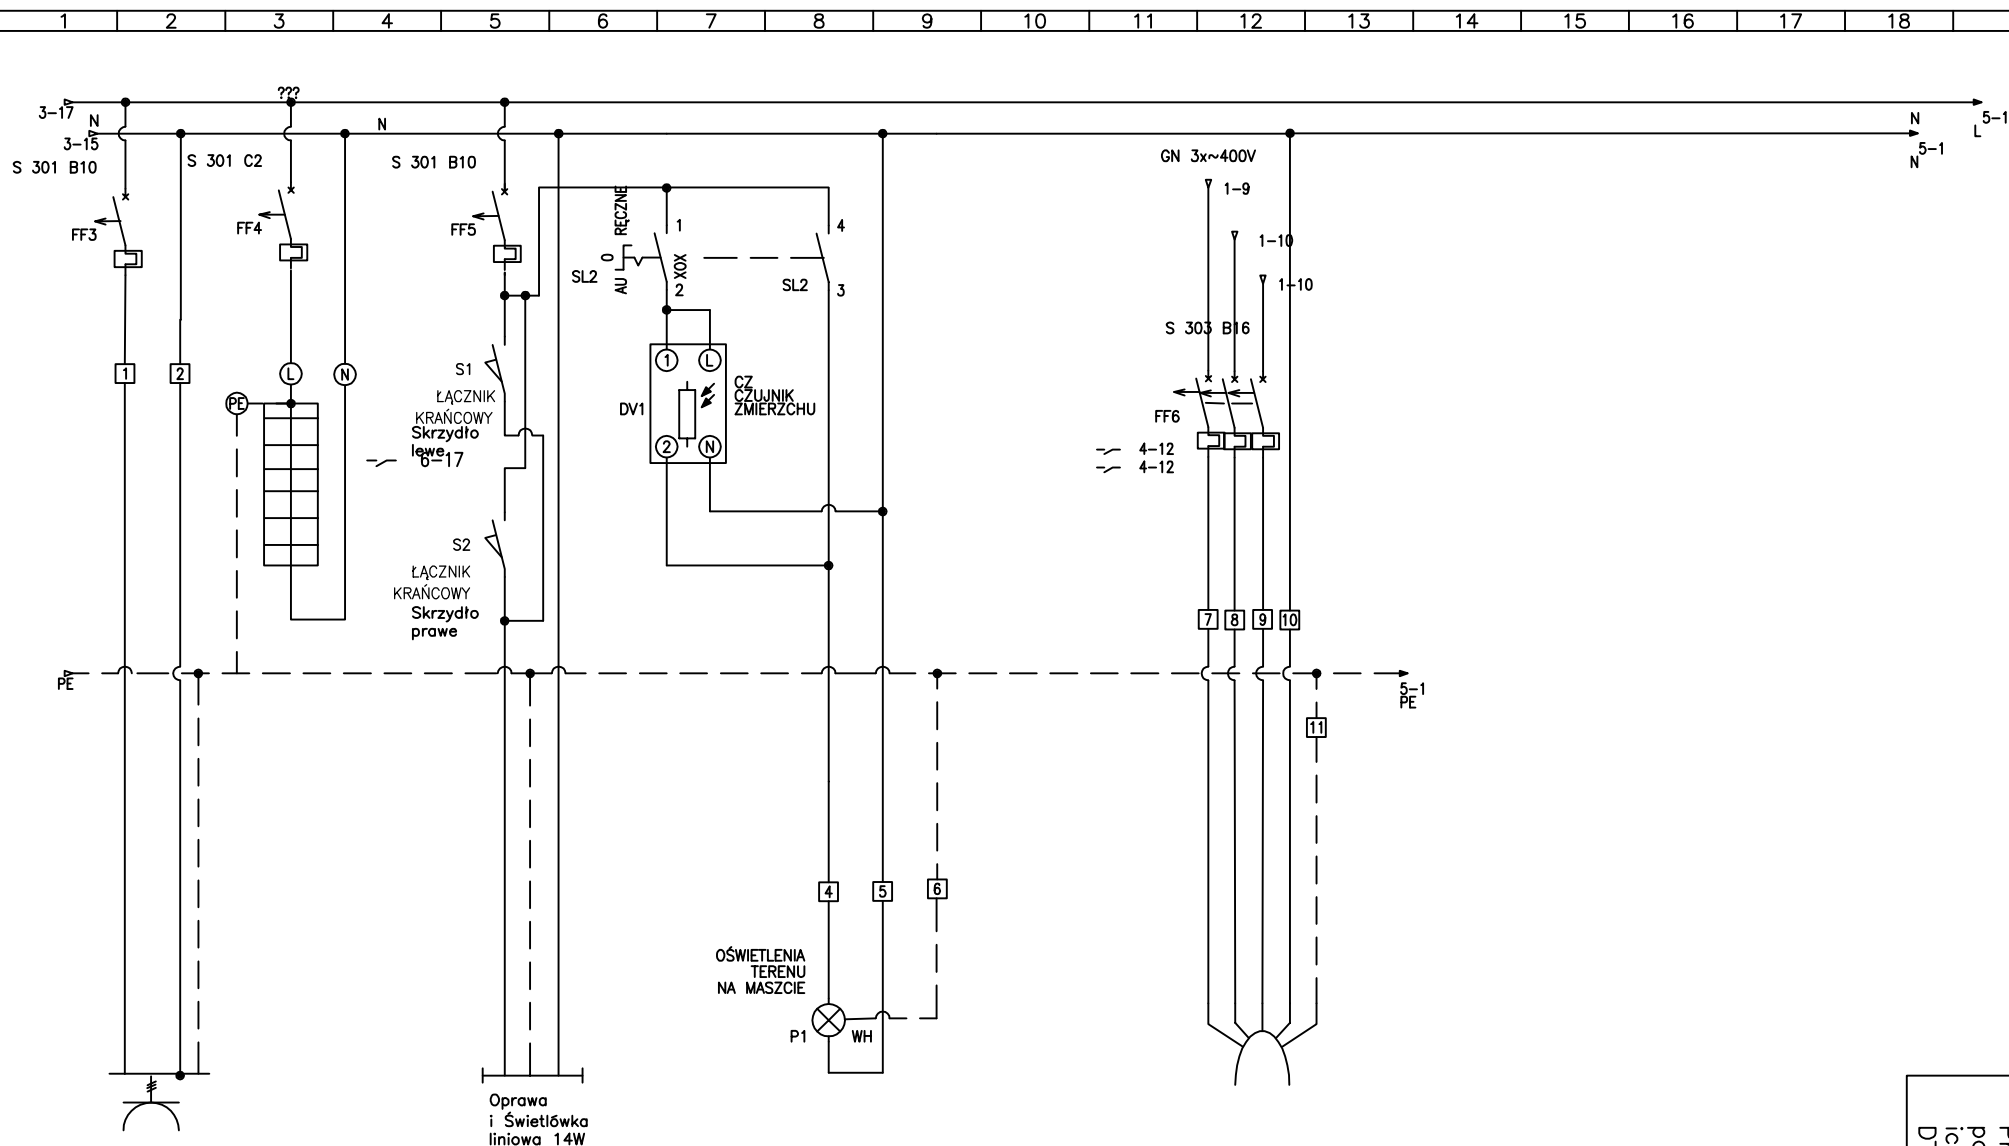 1 2 3 4 5 6 7 8 9 10 11 12 13 14 15 16 17 18
???
3-17
N
3-15
N
N
5-1
L
5-1
N
S 301 B10
S 301 C2
S 301 B10
GN 3x~400V
1-9
1-10
1-10
FF3
FF4
FF5
RĘCZNE
0
AU
SL2
1
XOX
2
4
SL2
3
S 303 B16
1
2
L
N
PE
S1
ŁĄCZNIK
KRAŃCOWY
Skrzydło
lewe
6-17
1
L
DV1
2
N
CZ
CZUJNIK
ZMIERZCHU
FF6
4-12
4-12
S2
ŁĄCZNIK
KRAŃCOWY
Skrzydło
prawe
7
8
9
10
PE
5-1
PE
11
4
5
6
OŚWIETLENIA
TERENU
NA MASZCIE
P1
WH
Oprawa
i Świetlówka
liniowa 14W